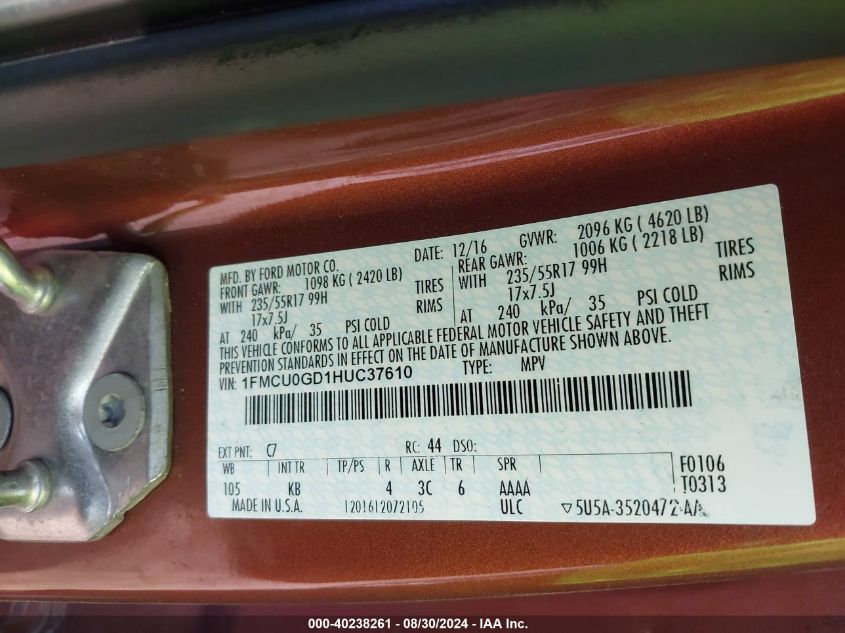 MFD. BY FORD MOTOR CO.
DATE: 12/16 GVWR: 2096 KG ( 4620 LB)
FRONT GAWR: 1098 KG ( 2420 LB)
WITH 235/55R17 99H TIRES
17x7.5J RIMS
AT 240 kPa/ 35 PSI COLD
REAR GAWR: 1006 KG ( 2218 LB)
WITH 235/55R17 99H TIRES
17x7.5J RIMS
AT 240 kPa/ 35 PSI COLD
THIS VEHICLE CONFORMS TO ALL APPLICABLE FEDERAL MOTOR VEHICLE SAFETY AND THEFT
PREVENTION STANDARDS IN EFFECT ON THE DATE OF MANUFACTURE SHOWN ABOVE.
VIN: 1FMCU0GD1HUC37610 TYPE: MPV
EXT PNT: C7 RC: 44 DSO:
WB INT TR TP/PS R AXLE TR SPR F0106
105 KB 4 3C 6 AAAA T0313
MADE IN U.S.A. 1201612072105 ULC ▽5U5A-3520472-AA
000-40238261 - 08/30/2024 - IAA Inc.